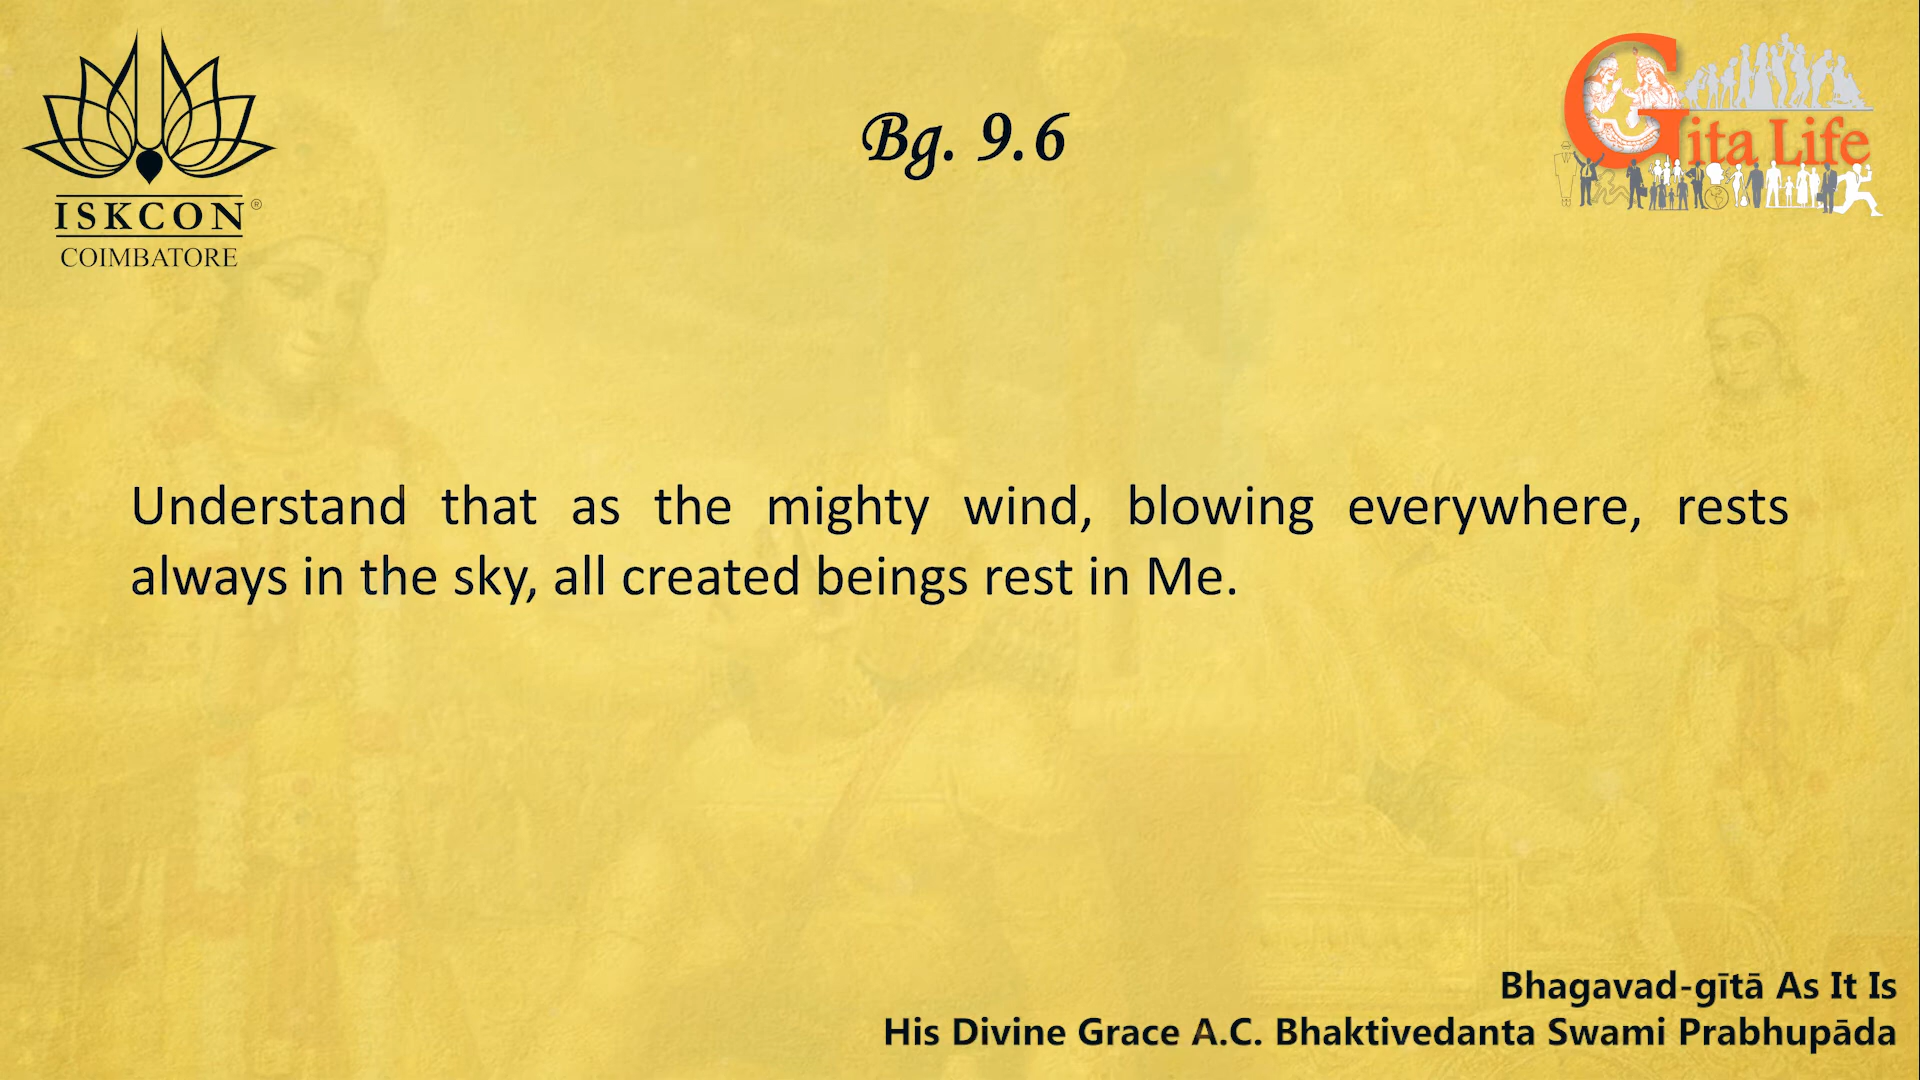 ISKCON®
COIMBATORE
Bg. 9.6
Gita Life
Understand that as the mighty wind, blowing everywhere, rests
always in the sky, all created beings rest in Me.
Bhagavad-gītā As It Is
His Divine Grace A.C. Bhaktivedanta Swami Prabhupāda